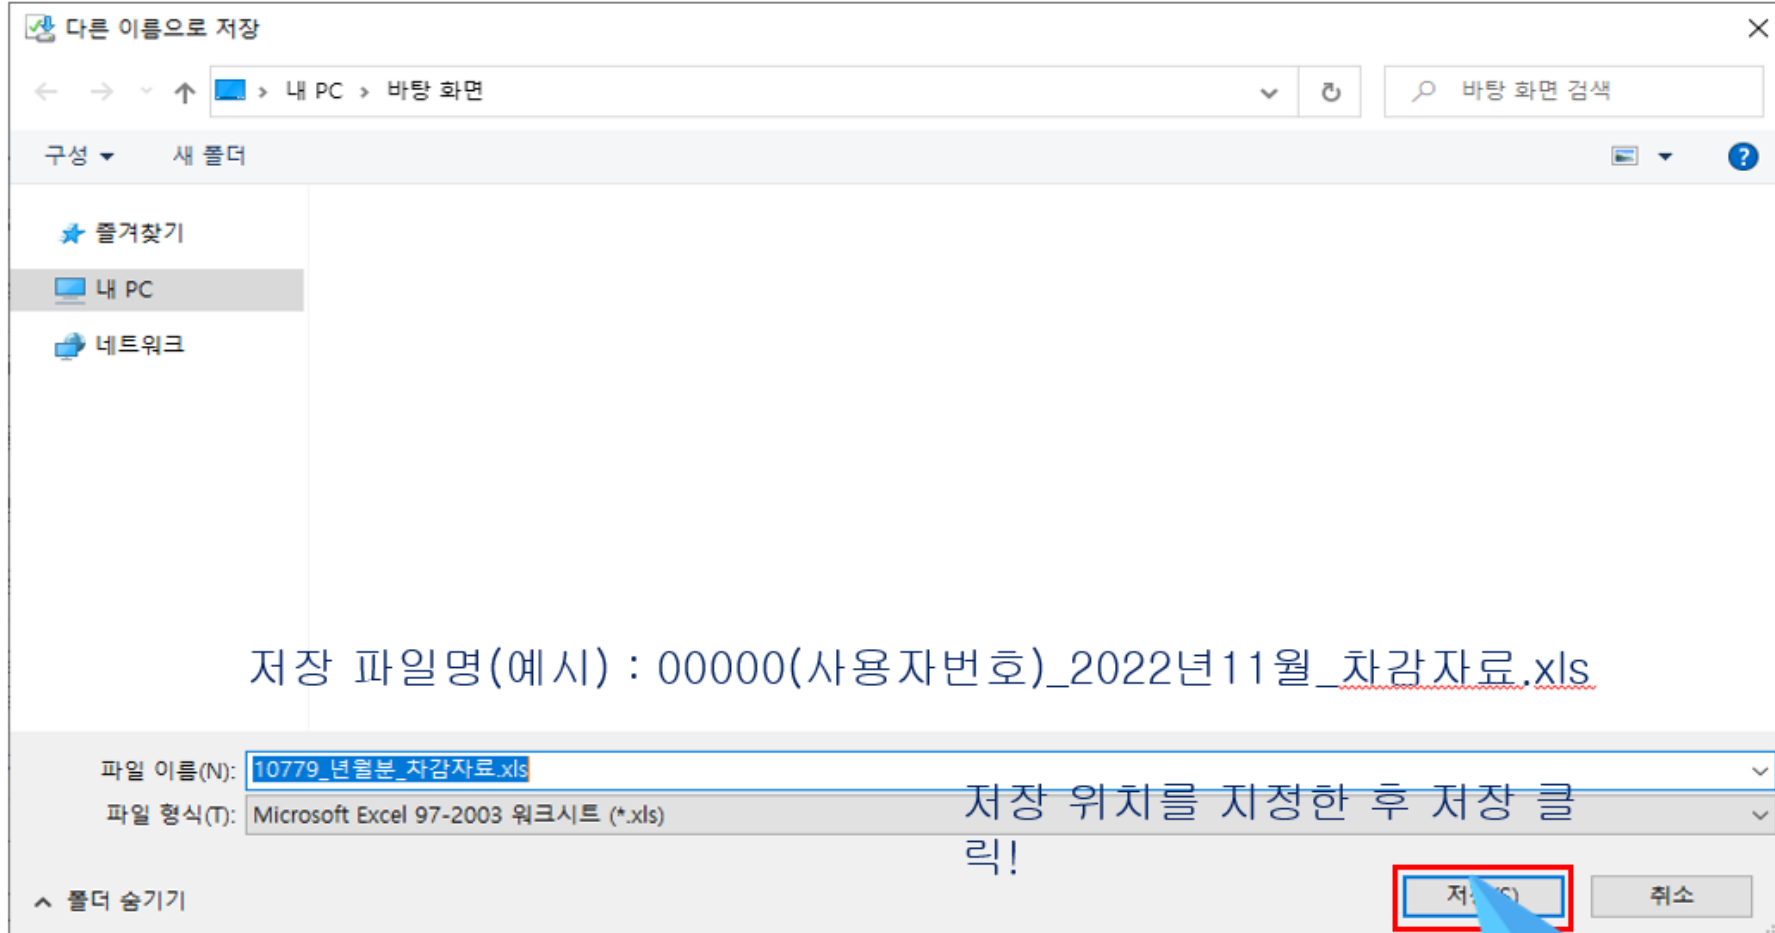 다른 이름으로 저장
내 PC > 바탕 화면
바탕 화면 검색
구성
새 폴더
즐겨찾기
내 PC
네트워크
저장 파일명(예시) : 00000(사용자번호)_2022년11월_차감자료.xls
파일 이름(N):
10779_년월분_차감자료.xls
파일 형식(T):
Microsoft Excel 97-2003 워크시트 (*.xls)
저장 위치를 지정한 후 저장 클
릭!
폴더 숨기기
취소